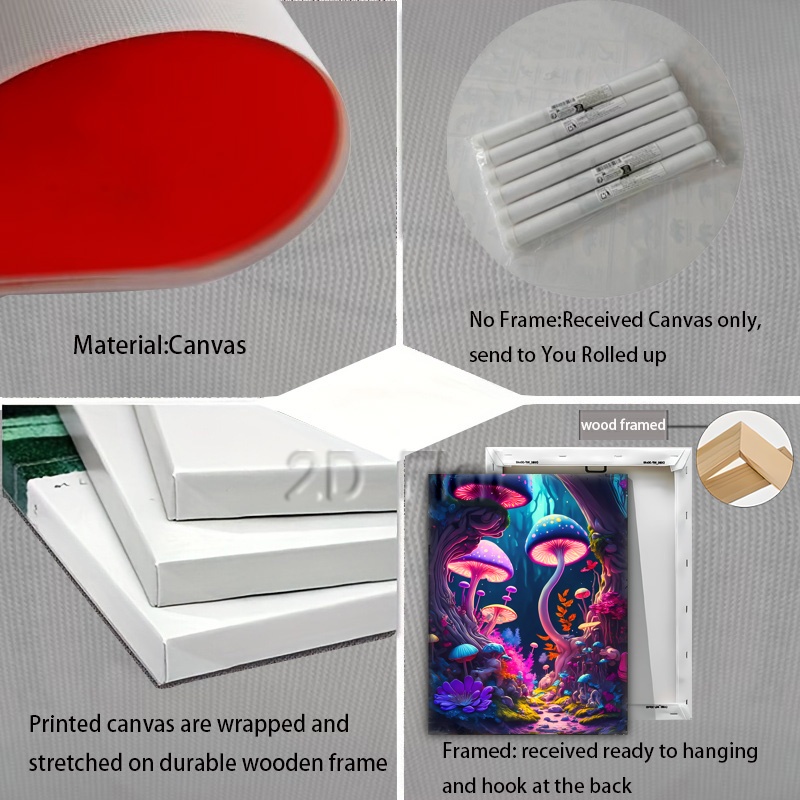 Material:Canvas
No Frame:Received Canvas only,
send to You Rolled up
2D
Printed canvas are wrapped and
stretched on durable wooden frame
wood framed
Framed: received ready to hanging
and hook at the back